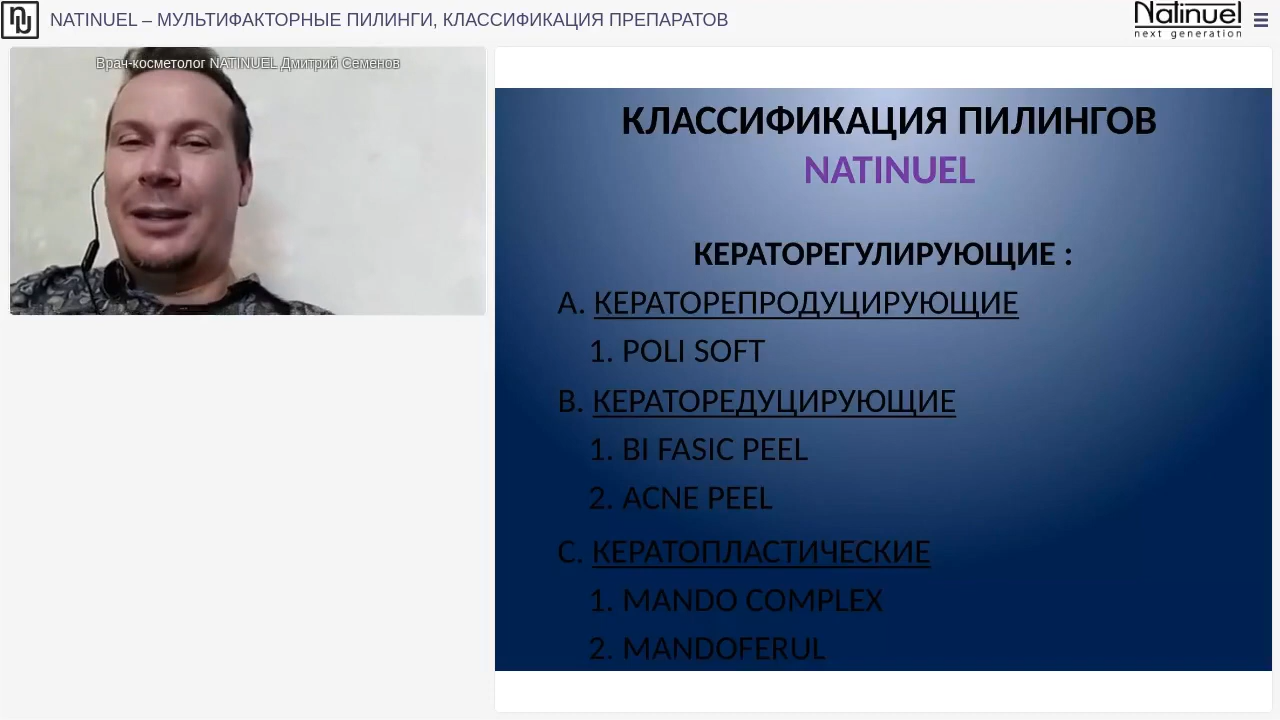 NATINUEL – МУЛЬТИФАКТОРНЫЕ ПИЛИНГИ, КЛАССИФИКАЦИЯ ПРЕПАРАТОВ
Natinuel
next generation
Врач-косметолог NATINUEL Дмитрий Семенов
КЛАССИФИКАЦИЯ ПИЛИНГОВ
NATINUEL
КЕРАТОРЕГУЛИРУЮЩИЕ :
A. КЕРАТОРЕПРОДУЦИРУЮЩИЕ
1. POLI SOFT
B. КЕРАТОРЕДУЦИРУЮЩИЕ
1. BI FASIC PEEL
2. ACNE PEEL
C. КЕРАТОПЛАСТИЧЕСКИЕ
1. MANDO COMPLEX
2. MANDOFERUL